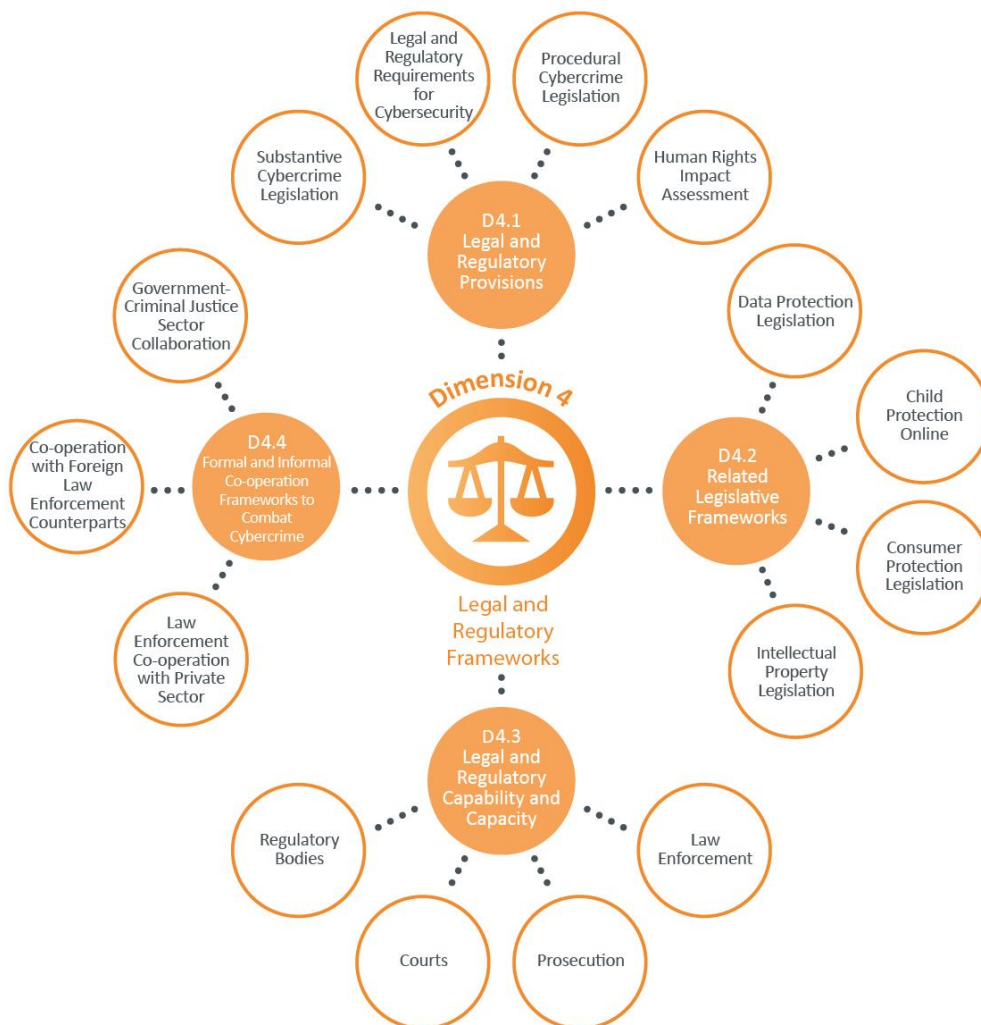 Legal and
Regulatory
Requirements
for
Cybersecurity
Procedural
Cybercrime
Legislation
Substantive
Cybercrime
Legislation
Human Rights
Impact
Assessment
D4.1
Legal and
Regulatory
Provisions
Government-
Criminal Justice
Sector
Collaboration
Data Protection
Legislation
Child
Protection
Online
Dimension 4
D4.4
Formal and Informal
Co-operation
Frameworks to
Combat
Cybercrime
Co-operation
with Foreign
Law
Enforcement
Counterparts
D4.2
Related
Legislative
Frameworks
Consumer
Protection
Legislation
Legal and
Regulatory
Frameworks
Law
Enforcement
Co-operation
with Private
Sector
Intellectual
Property
Legislation
D4.3
Legal and
Regulatory
Capability and
Capacity
Regulatory
Bodies
Law
Enforcement
Courts
Prosecution